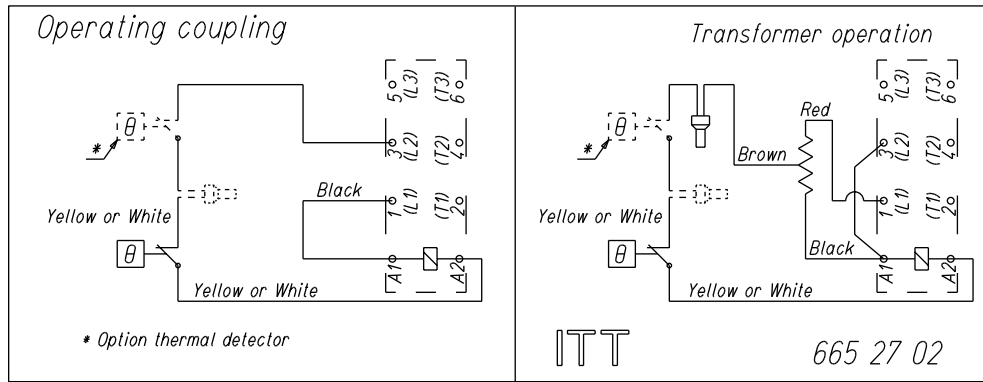 Operating coupling
5 (L3) (T3) 6
θ
*
3 (L2) (T2) 4
Black
1 (L1) (T1) 2
Yellow or White
θ
A1 A2
Yellow or White
* Option thermal detector
Transformer operation
5 (L3) (T3) 6
Red
θ
*
3 (L2) (T2) 4
Brown
1 (L1) (T1) 2
Yellow or White
Black
θ
A1 A2
Yellow or White
ITT
665 27 02